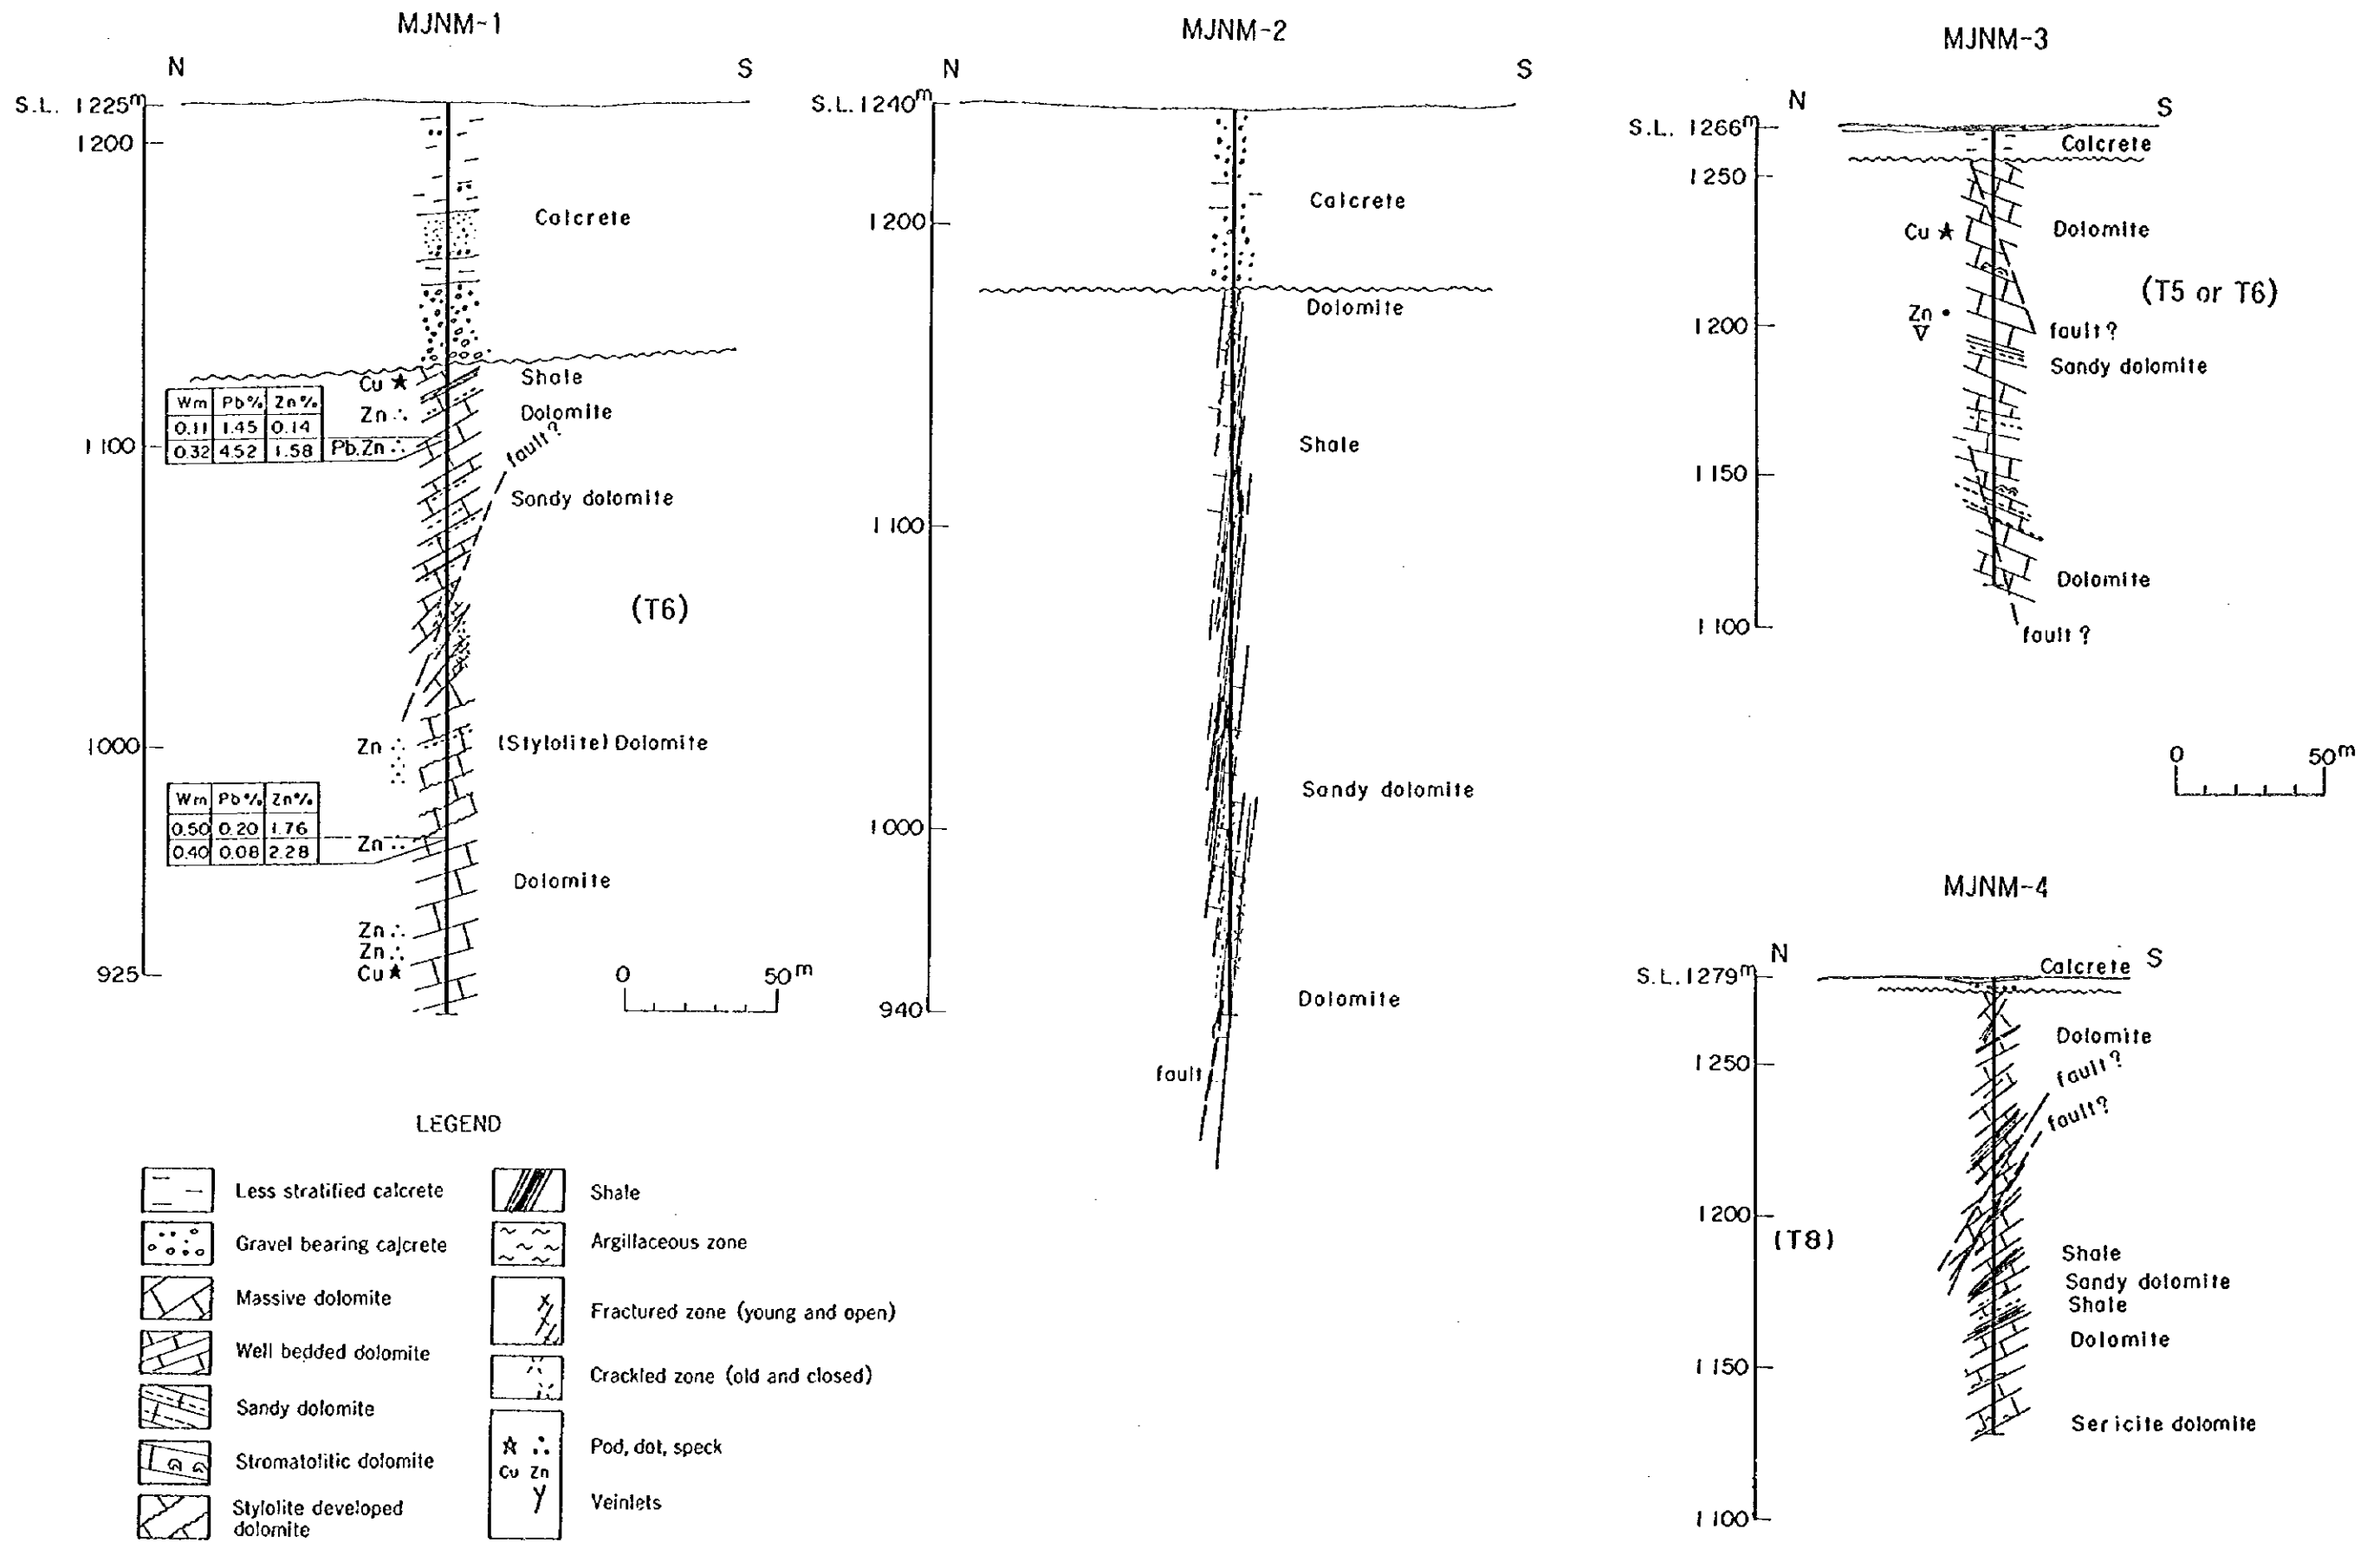 MJNM-1
N
S
S.L. 1225m
1200
1100
1000
925
Calcrete
Cu
Shale
Zn
Dolomite
Wm Pb% Zn%
0.11 1.45 0.14
0.32 4.52 1.58
Pb.Zn
fault?
Sandy dolomite
(T6)
Zn
(Stylolite) Dolomite
Wm Pb% Zn%
0.50 0.20 1.76
0.40 0.08 2.28
Zn
Dolomite
Zn
Zn
Cu
0 50m
MJNM-2
N
S
S.L. 1240m
1200
1100
1000
940
Calcrete
Dolomite
Shale
Sandy dolomite
Dolomite
fault
MJNM-3
N
S
S.L. 1266m
1250
1200
1150
1100
Calcrete
Cu
Dolomite
(T5 or T6)
Zn
fault?
Sandy dolomite
Dolomite
fault?
0 50m
MJNM-4
N
S
S.L. 1279m
1250
1200
1150
1100
Calcrete
Dolomite
fault?
fault?
(T8)
Shale
Sandy dolomite
Shale
Dolomite
Sericite dolomite
LEGEND
Less stratified calcrete
Gravel bearing calcrete
Massive dolomite
Well bedded dolomite
Sandy dolomite
Stromatolitic dolomite
Stylolite developed
dolomite
Shale
Argillaceous zone
Fractured zone (young and open)
Crackled zone (old and closed)
Pod, dot, speck
Cu Zn
Veinlets